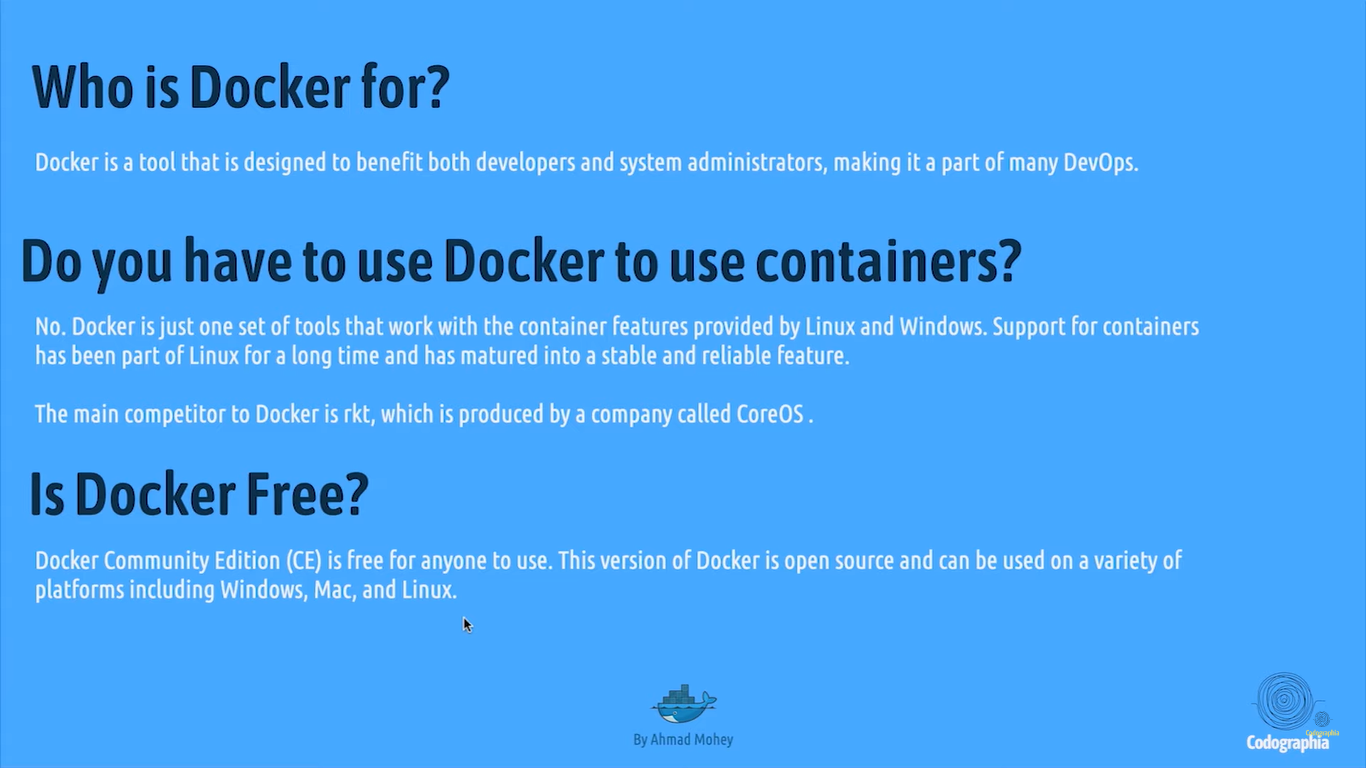 Who is Docker for?
Docker is a tool that is designed to benefit both developers and system administrators, making it a part of many DevOps.
Do you have to use Docker to use containers?
No. Docker is just one set of tools that work with the container features provided by Linux and Windows. Support for containers
has been part of Linux for a long time and has matured into a stable and reliable feature.
The main competitor to Docker is rkt, which is produced by a company called CoreOS .
Is Docker Free?
Docker Community Edition (CE) is free for anyone to use. This version of Docker is open source and can be used on a variety of
platforms including Windows, Mac, and Linux.
By Ahmad Mohey
Codographia
Codographia